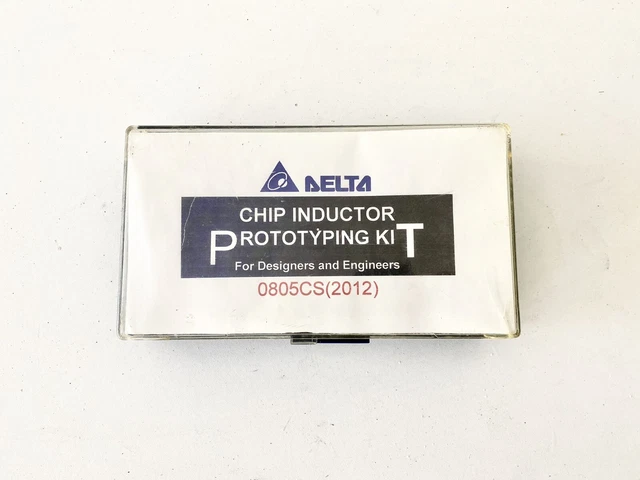 DELTA
CHIP INDUCTOR
PROTOTYPING KIT
For Designers and Engineers
0805CS(2012)